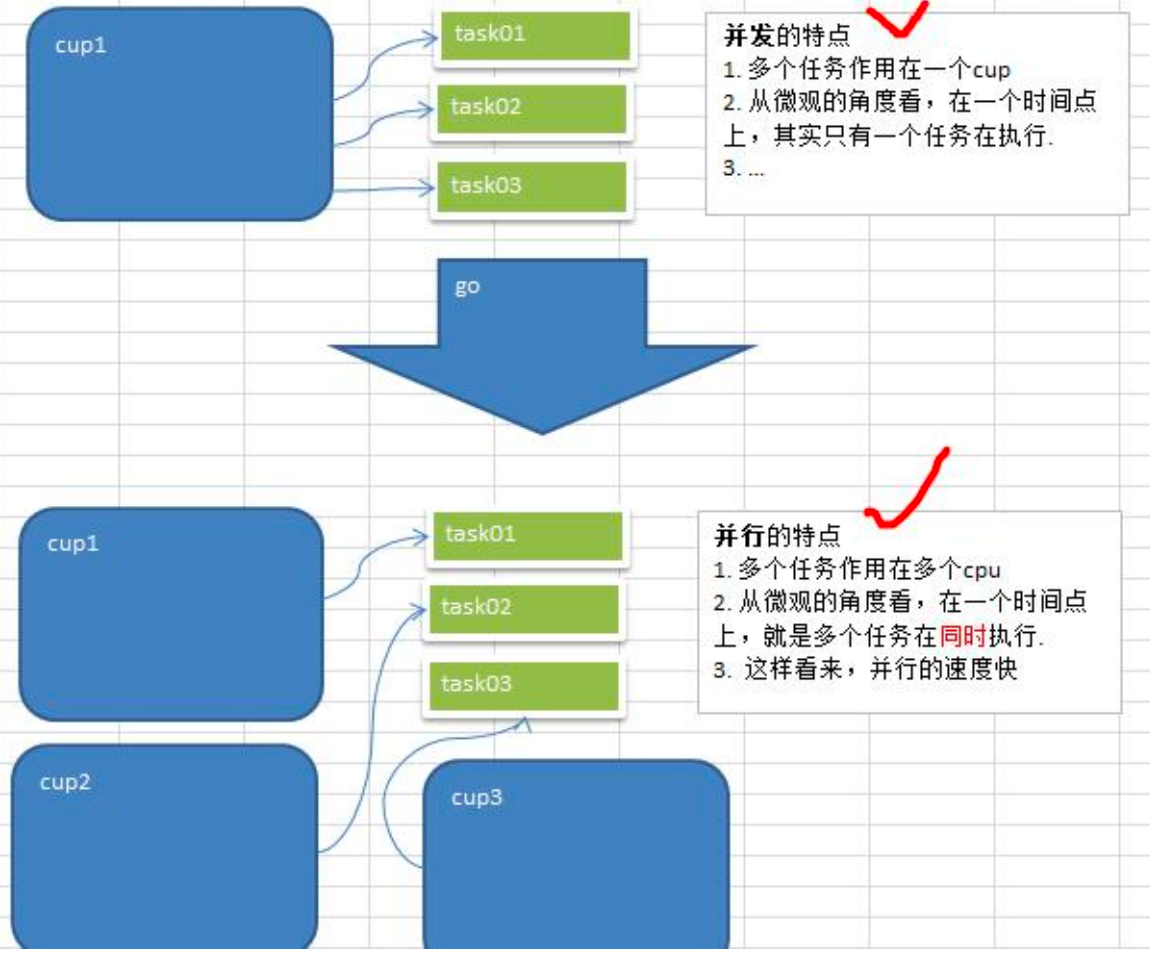 cup1
task01
task02
task03
并发的特点
1. 多个任务作用在一个cup
2. 从微观的角度看，在一个时间点
上，其实只有一个任务在执行.
3. ...
go
cup1
task01
task02
task03
并行的特点
1. 多个任务作用在多个cpu
2. 从微观的角度看，在一个时间点
上，就是多个任务在同时执行.
3. 这样看来，并行的速度快
cup2
cup3